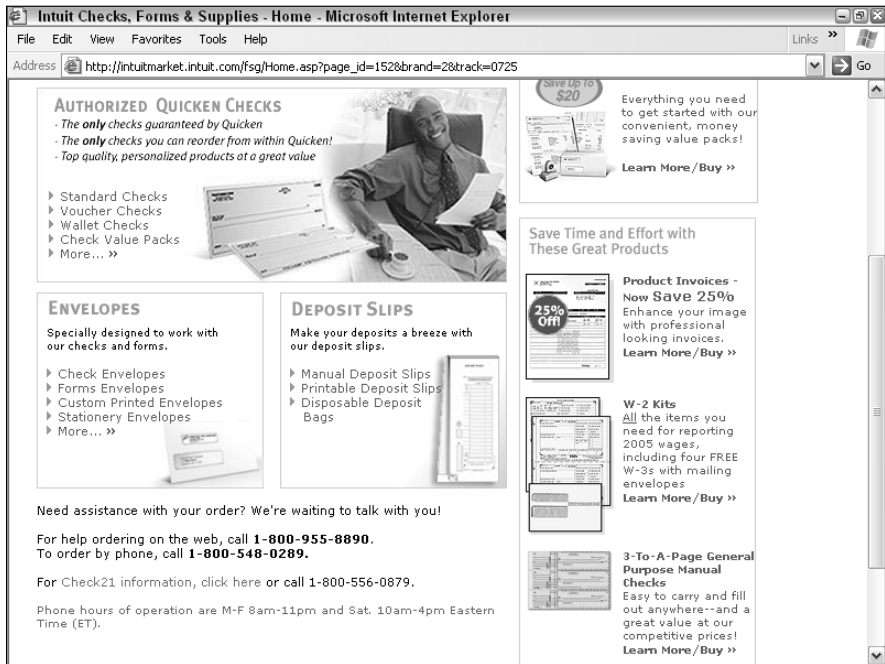 Intuit Checks, Forms & Supplies - Home - Microsoft Internet Explorer
File Edit View Favorites Tools Help
Links »
Address http://intuitmarket.intuit.com/fsg/Home.asp?page_id=152&brand=2&track=0725
Go
AUTHORIZED QUICKEN CHECKS
- The only checks guaranteed by Quicken
- The only checks you can reorder from within Quicken!
- Top quality, personalized products at a great value
Standard Checks
Voucher Checks
Wallet Checks
Check Value Packs
More... »
ENVELOPES
Specially designed to work with
our checks and forms.
Check Envelopes
Forms Envelopes
Custom Printed Envelopes
Stationery Envelopes
More... »
DEPOSIT SLIPS
Make your deposits a breeze with
our deposit slips.
Manual Deposit Slips
Printable Deposit Slips
Disposable Deposit
Bags
Need assistance with your order? We're waiting to talk with you!
For help ordering on the web, call 1-800-955-8890.
To order by phone, call 1-800-548-0289.
For Check21 information, click here or call 1-800-556-0879.
Phone hours of operation are M-F 8am-11pm and Sat. 10am-4pm Eastern
Time (ET).
Save Up To
$20
Everything you need
to get started with our
convenient, money
saving value packs!
Learn More/Buy »
Save Time and Effort with
These Great Products
25%
Off!
Product Invoices -
Now Save 25%
Enhance your image
with professional
looking invoices.
Learn More/Buy »
W-2 Kits
All the items you
need for reporting
2005 wages,
including four FREE
W-3s with mailing
envelopes
Learn More/Buy »
3-To-A-Page General
Purpose Manual
Checks
Easy to carry and fill
out anywhere--and a
great value at our
competitive prices!
Learn More/Buy »